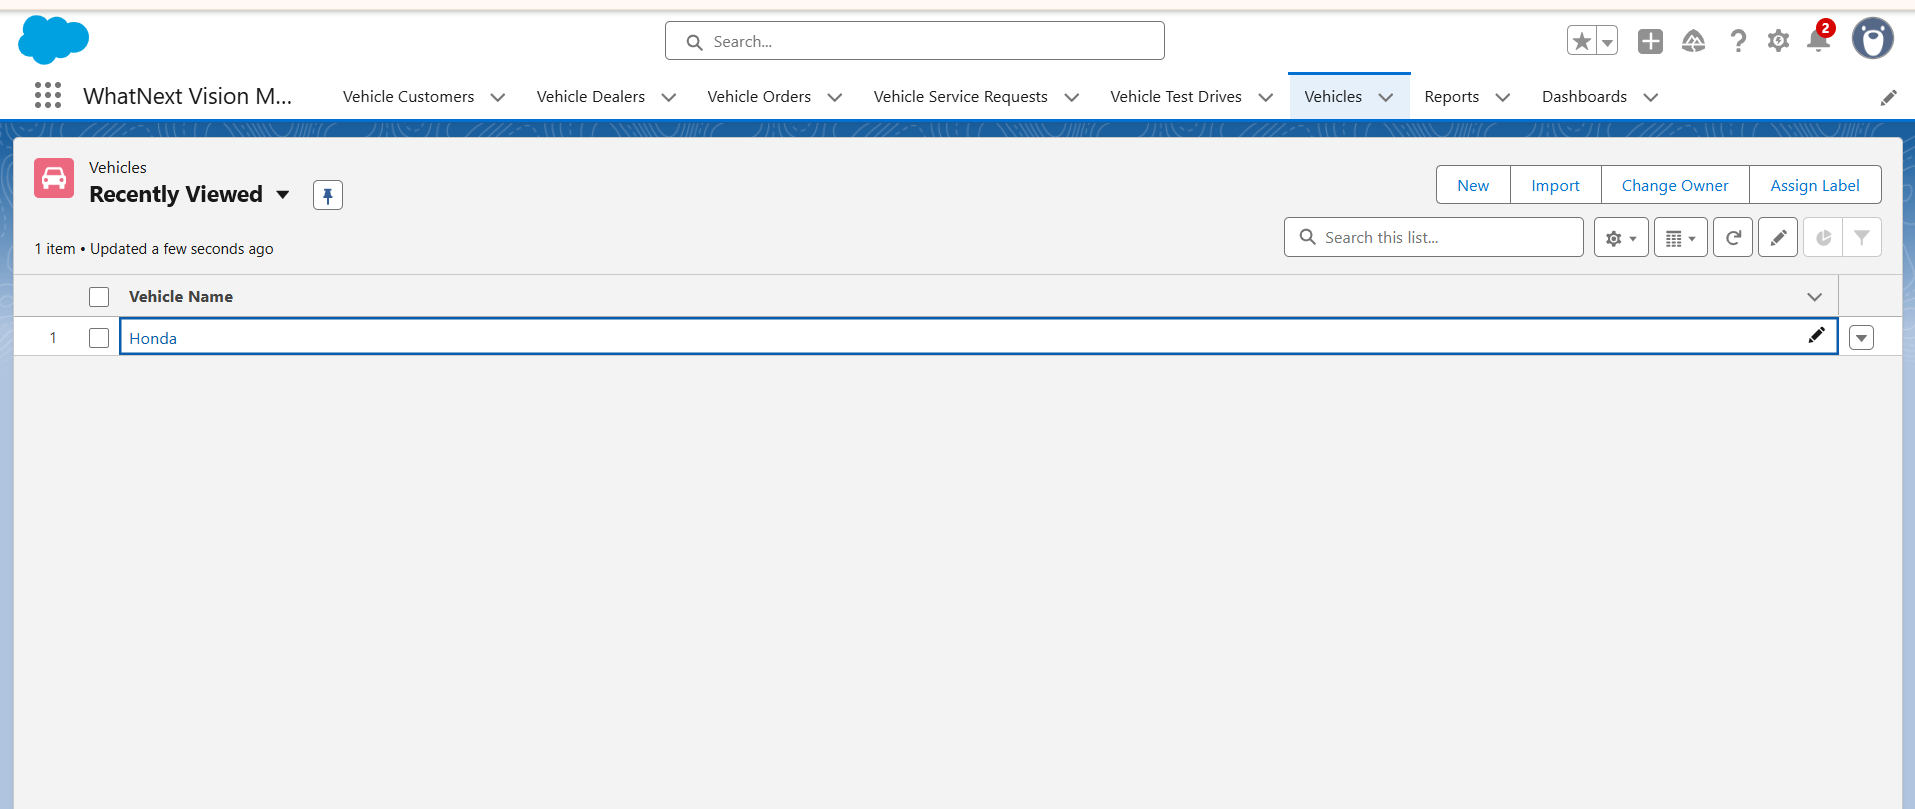 Search...
2
WhatNext Vision M...
Vehicle Customers
Vehicle Dealers
Vehicle Orders
Vehicle Service Requests
Vehicle Test Drives
Vehicles
Reports
Dashboards
Vehicles
Recently Viewed
New
Import
Change Owner
Assign Label
1 item • Updated a few seconds ago
Search this list...
Vehicle Name
1
Honda